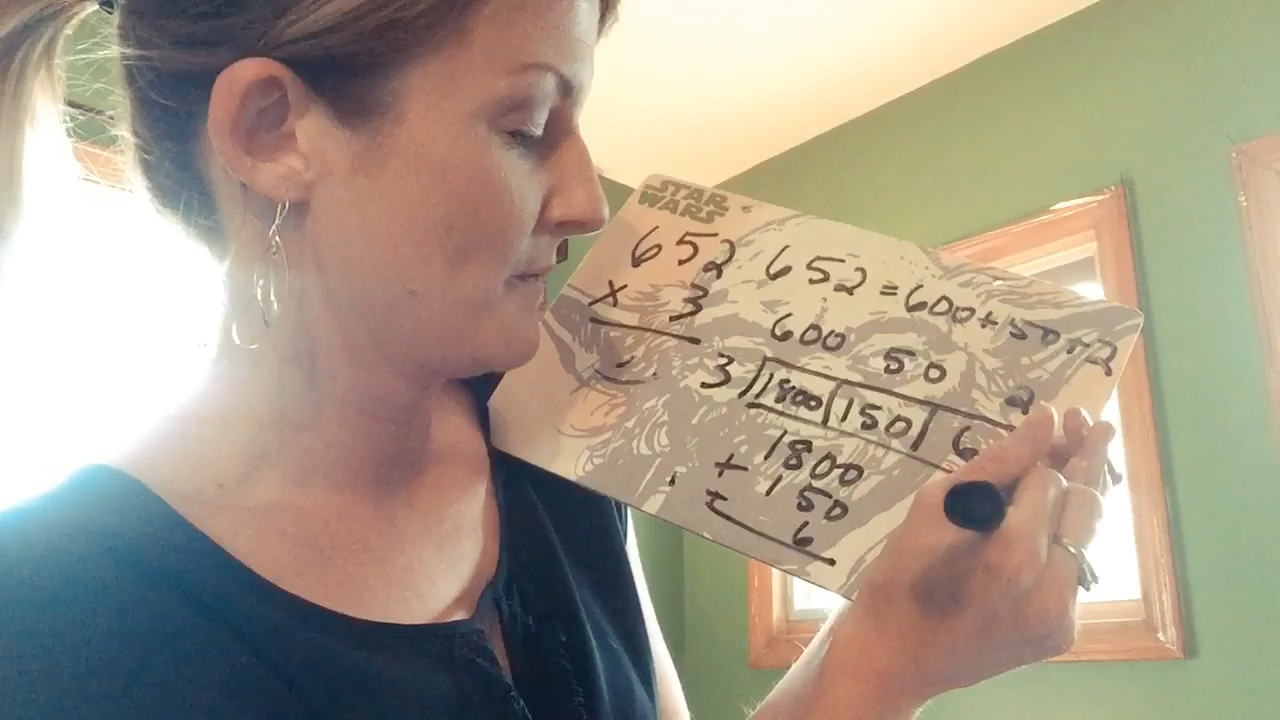 STAR
WARS
652
x 3
652 = 600 + 50 + 2
600 50 2
3 1800 150 6
1800
+ 150
+ 6